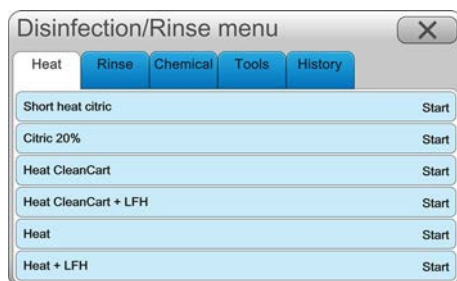 Disinfection/Rinse menu
Heat Rinse Chemical Tools History
Short heat citric Start
Citric 20% Start
Heat CleanCart Start
Heat CleanCart + LFH Start
Heat Start
Heat + LFH Start